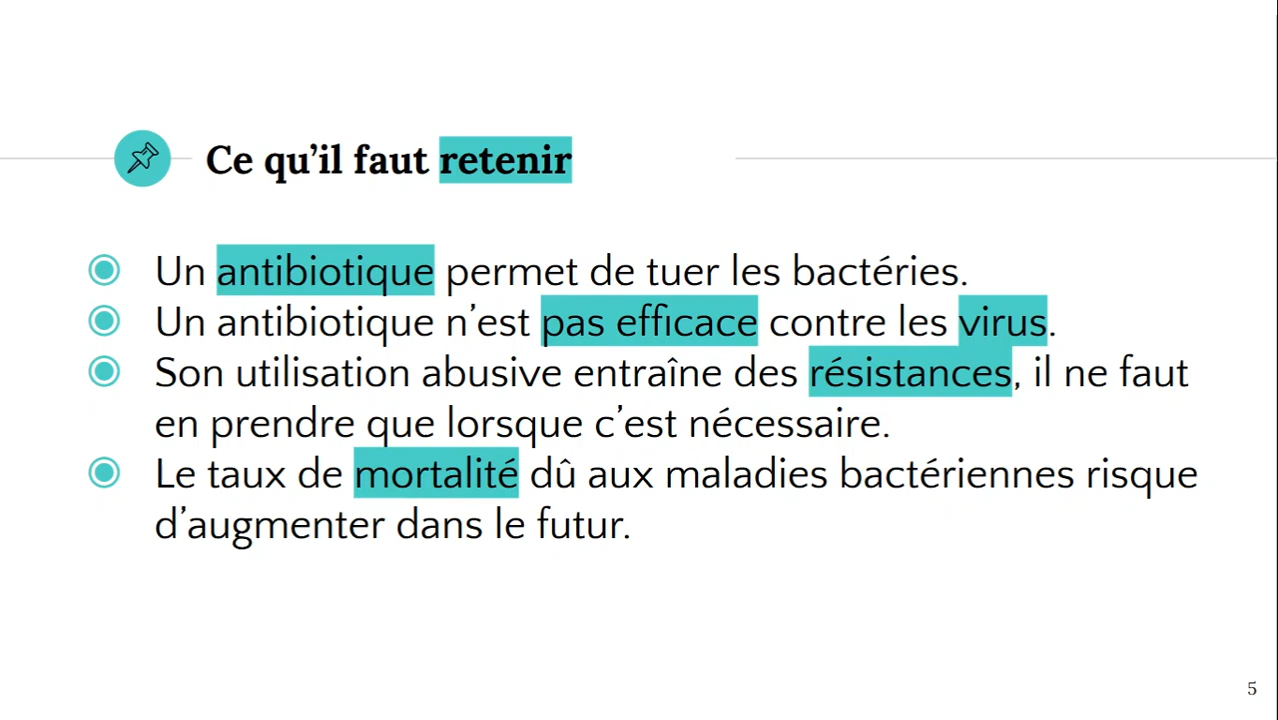 Ce qu’il faut retenir
Un antibiotique permet de tuer les bactéries.
Un antibiotique n’est pas efficace contre les virus.
Son utilisation abusive entraîne des résistances, il ne faut
en prendre que lorsque c’est nécessaire.
Le taux de mortalité dû aux maladies bactériennes risque
d’augmenter dans le futur.
5